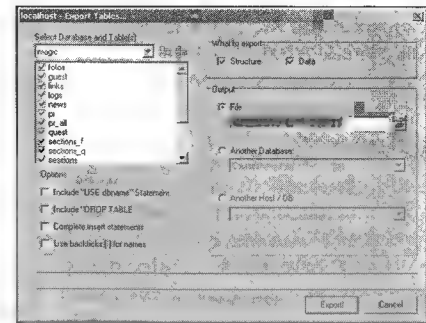 localhost - Export Tables...
Select Database and Table(s)
magic
fotos
guest
links
logs
news
pi
pi_all
quest
sections_f
sections_q
sessions
Options
Include "USE dbname" Statement
Include "DROP TABLE
Complete insert statements
Use backticks(`) for names
What to export:
Structure
Data
Output
File
Another Database:
Another Host / DB
Export!
Cancel